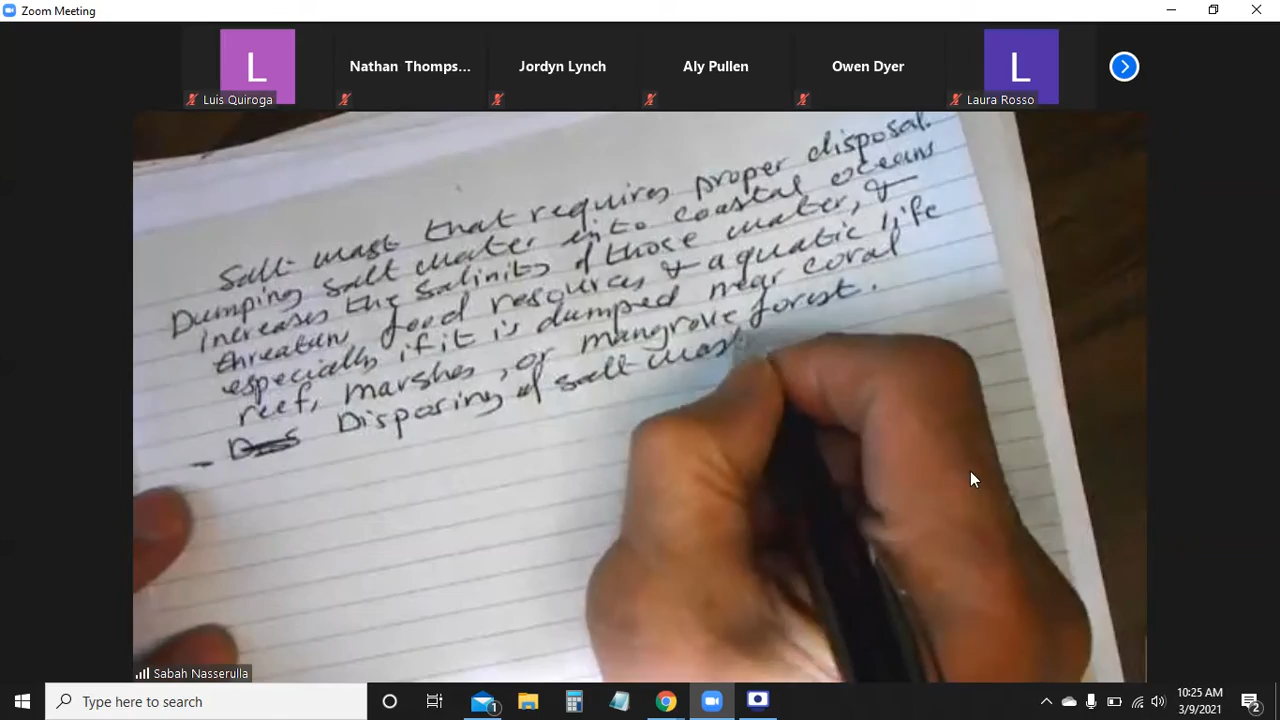 Zoom Meeting
L
Luis Quiroga
Nathan Thomps...
Jordyn Lynch
Aly Pullen
Owen Dyer
L
Laura Rosso
Salt wast that requires proper disposal.
Dumping salt water into coastal oceans
increases the salinity of those water, &
threatens food resources & aquatic life
especially if it is dumped near coral
reef, marshes, or mangrove forest.
- Disposing of salt wast
Sabah Nasserulla
Type here to search
1
10:25 AM
3/9/2021
2